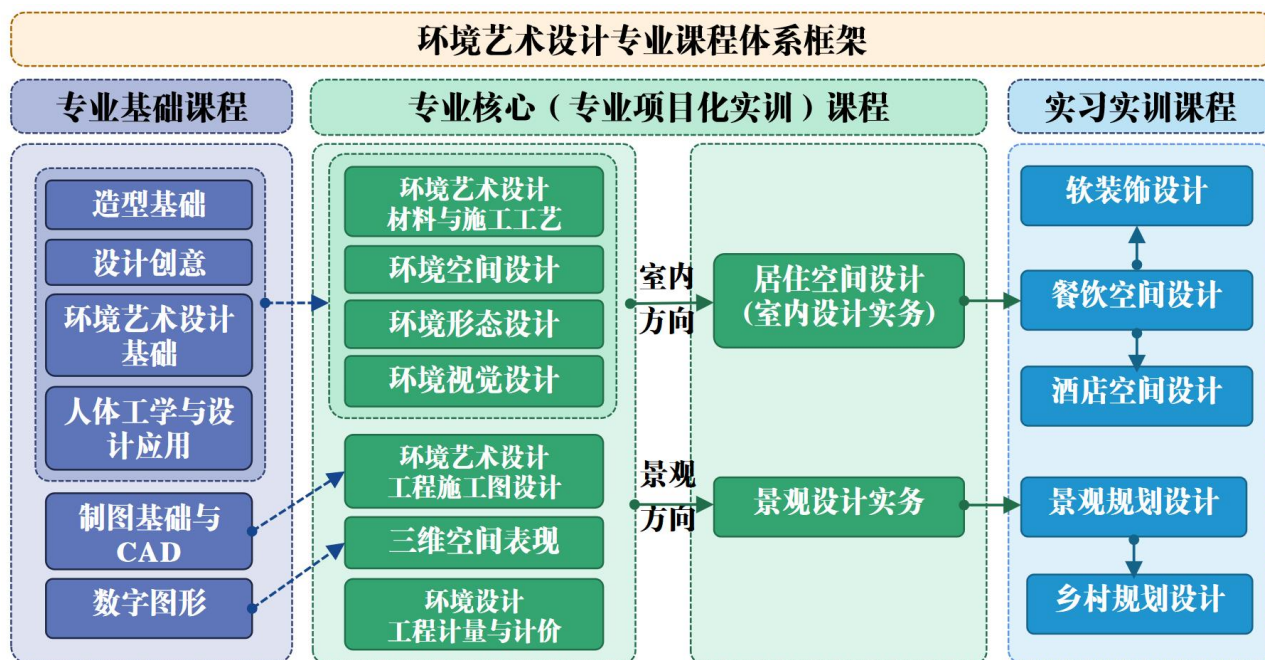 环境艺术设计专业课程体系框架
专业基础课程
专业核心（专业项目化实训）课程
实习实训课程
造型基础
设计创意
环境艺术设计
基础
人体工学与设
计应用
制图基础与
CAD
数字图形
环境艺术设计
材料与施工工艺
环境空间设计
环境形态设计
环境视觉设计
环境艺术设计
工程施工图设计
三维空间表现
环境设计
工程计量与计价
室内
方向
景观
方向
居住空间设计
(室内设计实务)
景观设计实务
软装饰设计
餐饮空间设计
酒店空间设计
景观规划设计
乡村规划设计